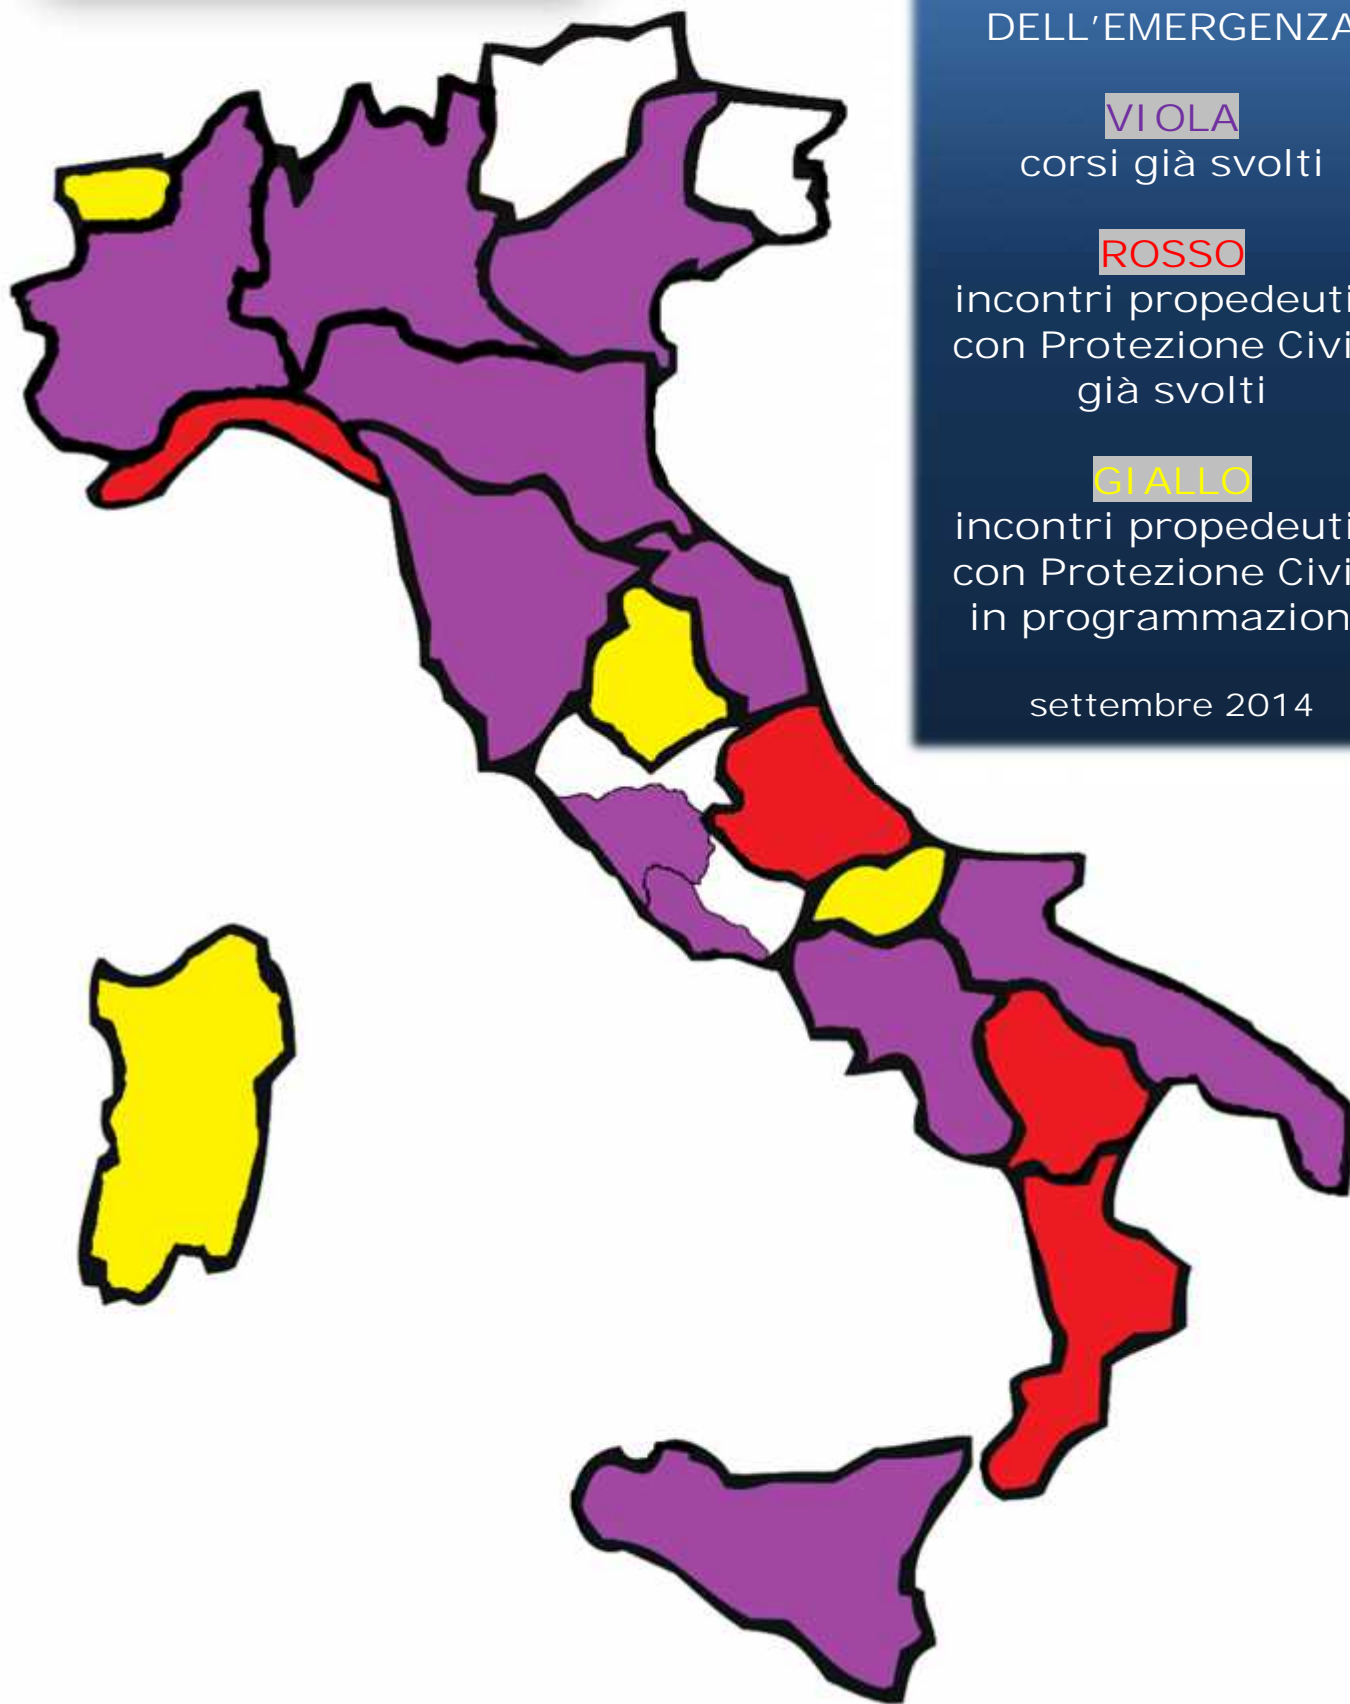 DELL'EMERGENZA
VIOLA
corsi già svolti
ROSSO
incontri propedeuti
con Protezione Civi
già svolti
GIALLO
incontri propedeuti
con Protezione Civi
in programmazion
settembre 2014